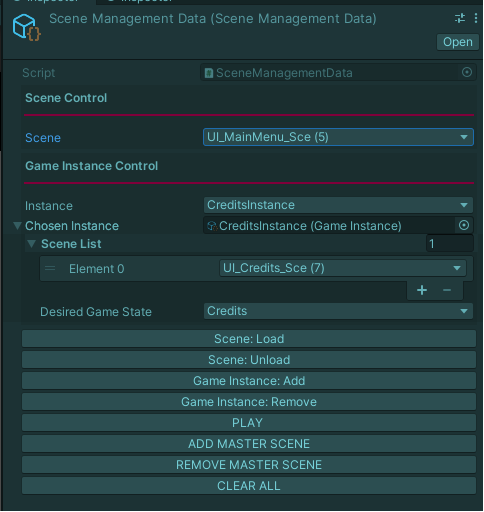 Scene Management Data (Scene Management Data)
Open
Script SceneManagementData
Scene Control
Scene UI_MainMenu_Sce (5)
Game Instance Control
Instance CreditsInstance
Chosen Instance CreditsInstance (Game Instance)
Scene List 1
Element 0 UI_Credits_Sce (7)
Desired Game State Credits
Scene: Load
Scene: Unload
Game Instance: Add
Game Instance: Remove
PLAY
ADD MASTER SCENE
REMOVE MASTER SCENE
CLEAR ALL